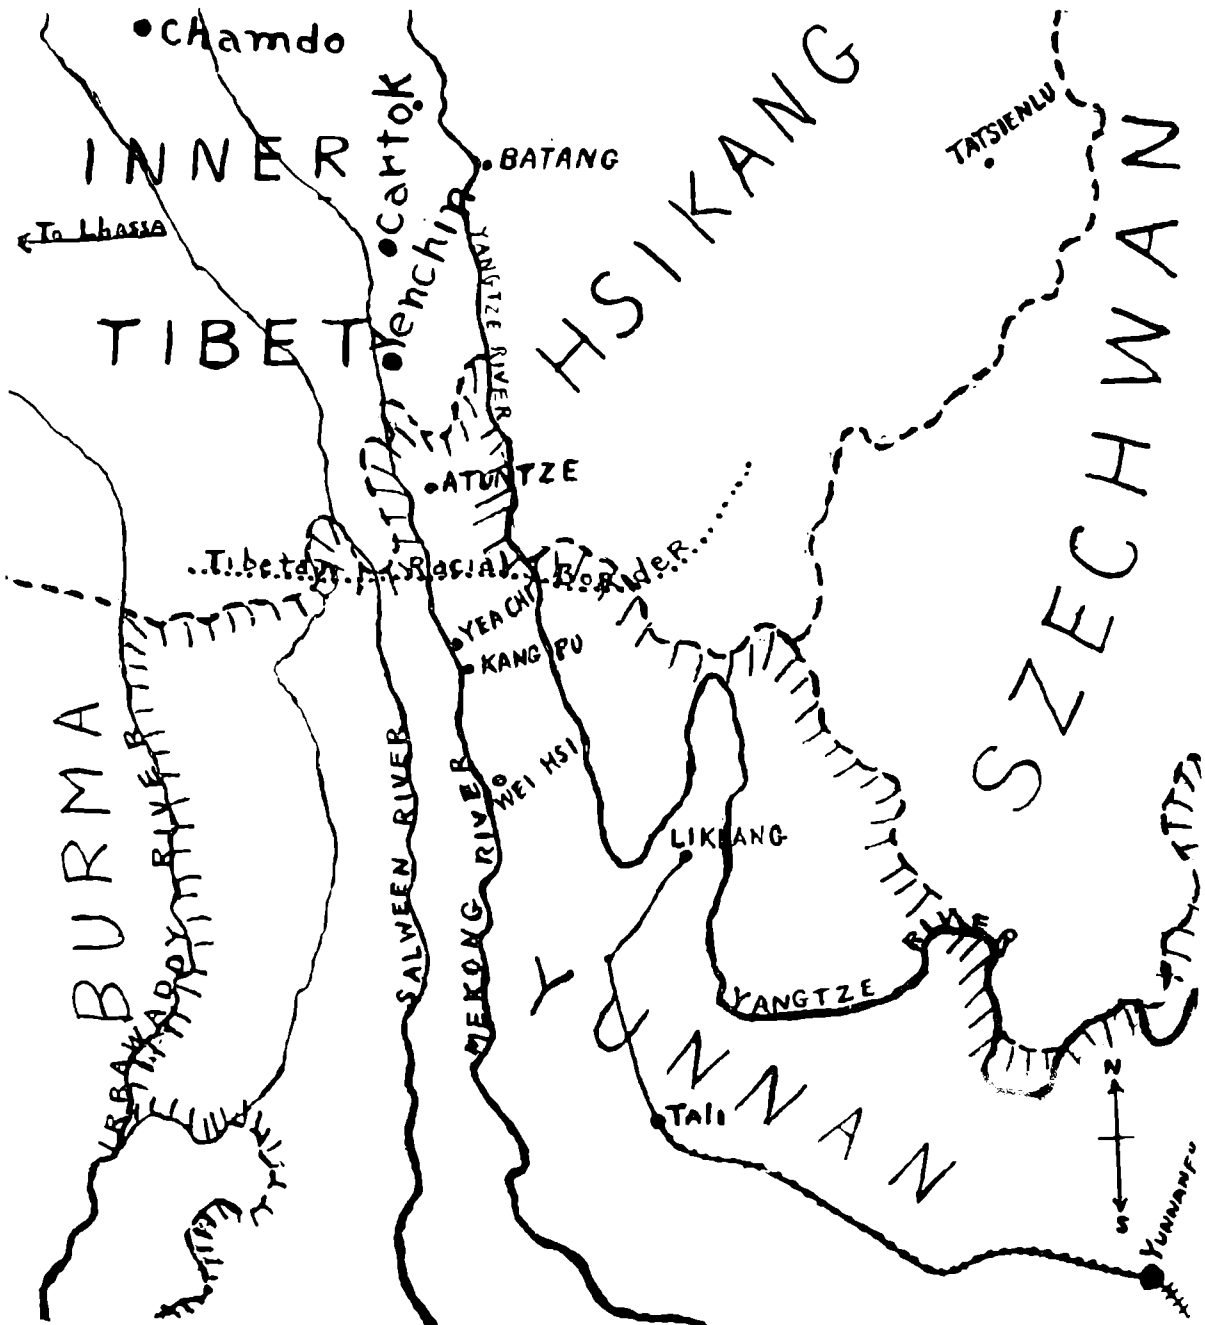 Chamdo
INNER
TIBET
To Lhassa
Cartok
Yenchin
BATANG
YANGTZE RIVER
HSIKANG
TATSIENLU
SZECHWAN
ATUNTZE
Tibetan Racial Border
YEA CHI
KANG PU
WEI HSI
BURMA
IRRAWADDY RIVER
SALWEEN RIVER
MEKONG RIVER
LIKIANG
YANGTZE RIVER
YUNNAN
Tali
N
S
YUNNANFU